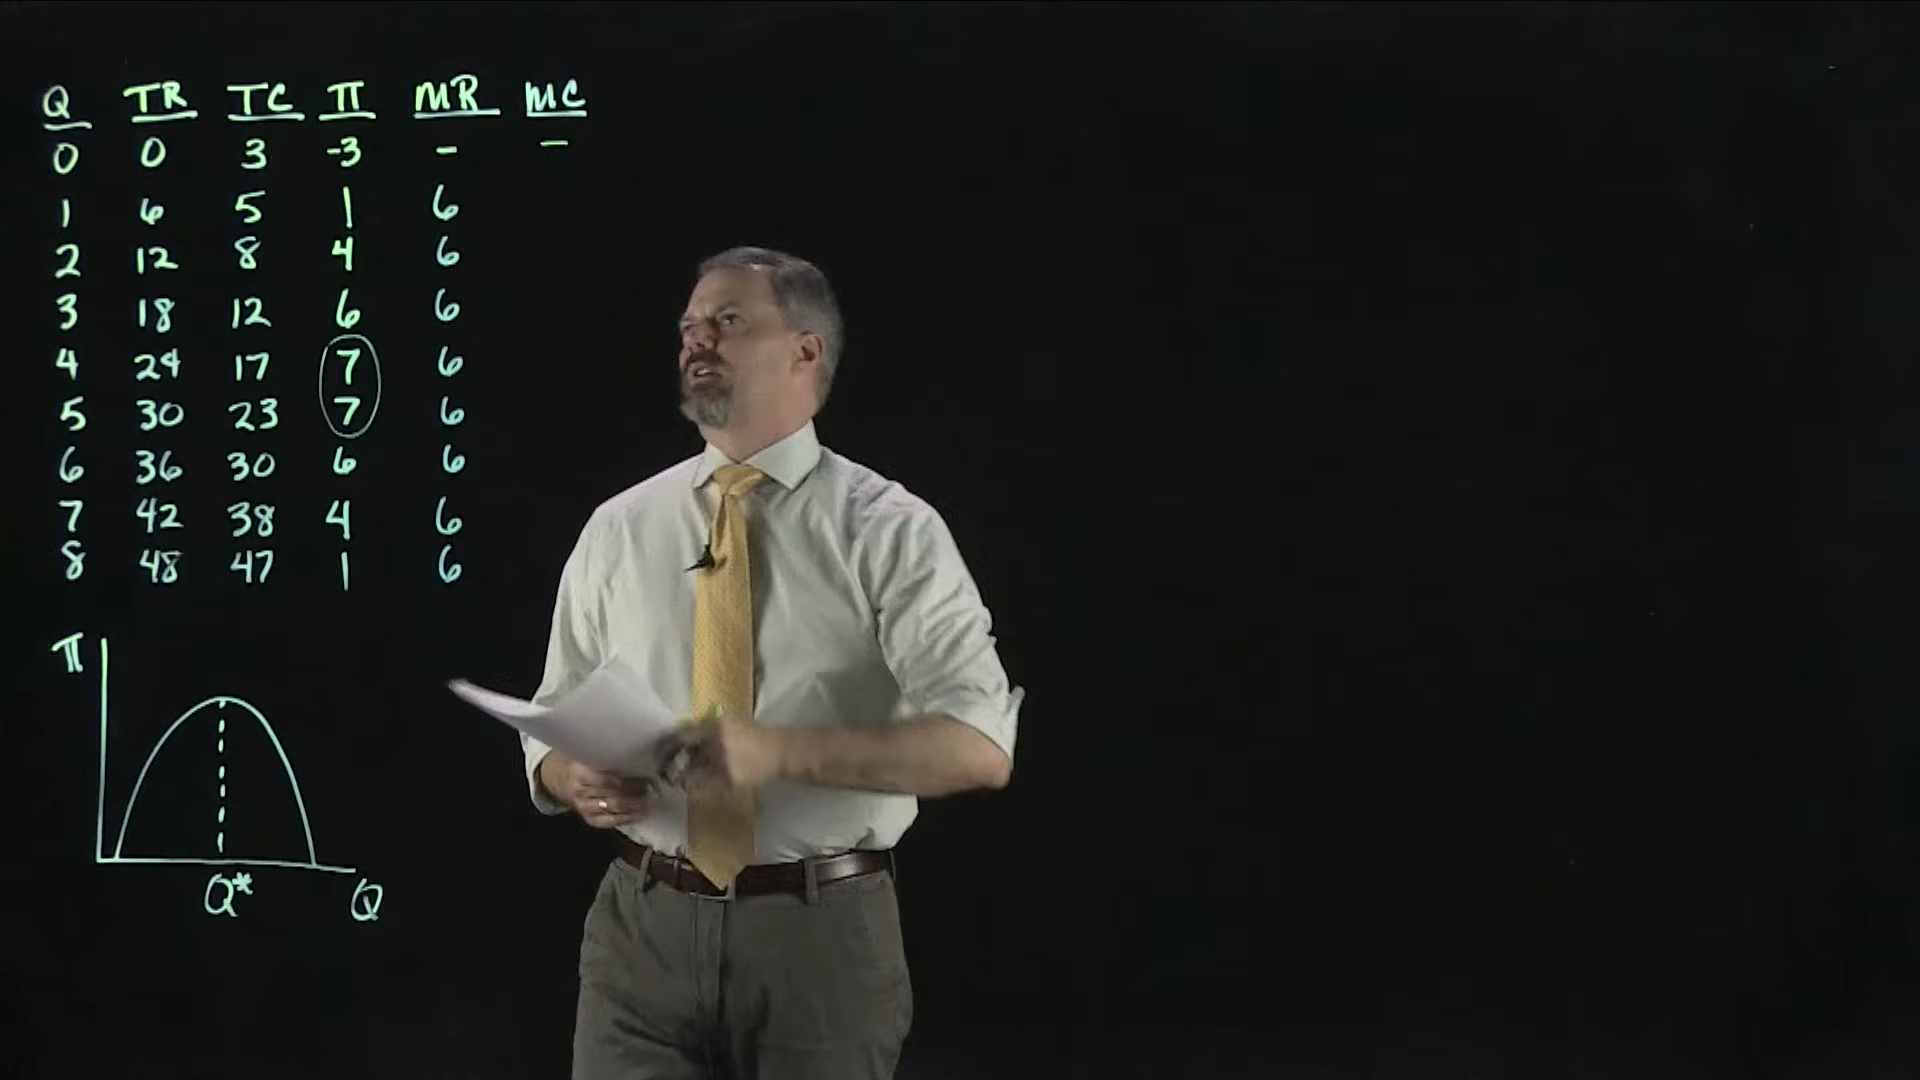 Q TR TC π MR MC
0 0 3 -3 - -
1 6 5 1 6
2 12 8 4 6
3 18 12 6 6
4 24 17 7 6
5 30 23 7 6
6 36 30 6 6
7 42 38 4 6
8 48 47 1 6
π
Q* Q